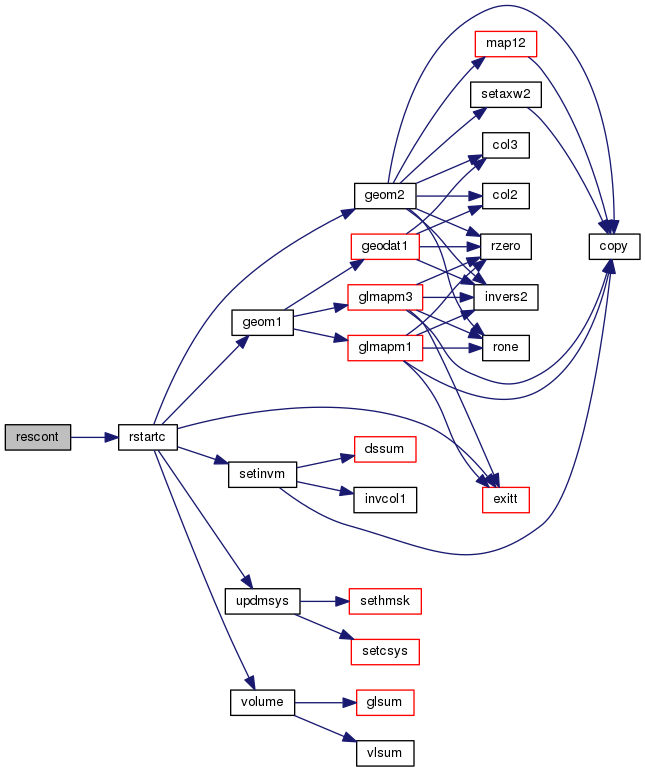 map12
setaxw2
col3
geom2
col2
geodat1
rzero
copy
glmapm3
invers2
geom1
glmapm1
rone
rescont
rstartc
dssum
setinvm
invcol1
exitt
updmsys
sethmsk
setcsys
volume
glsum
vlsum